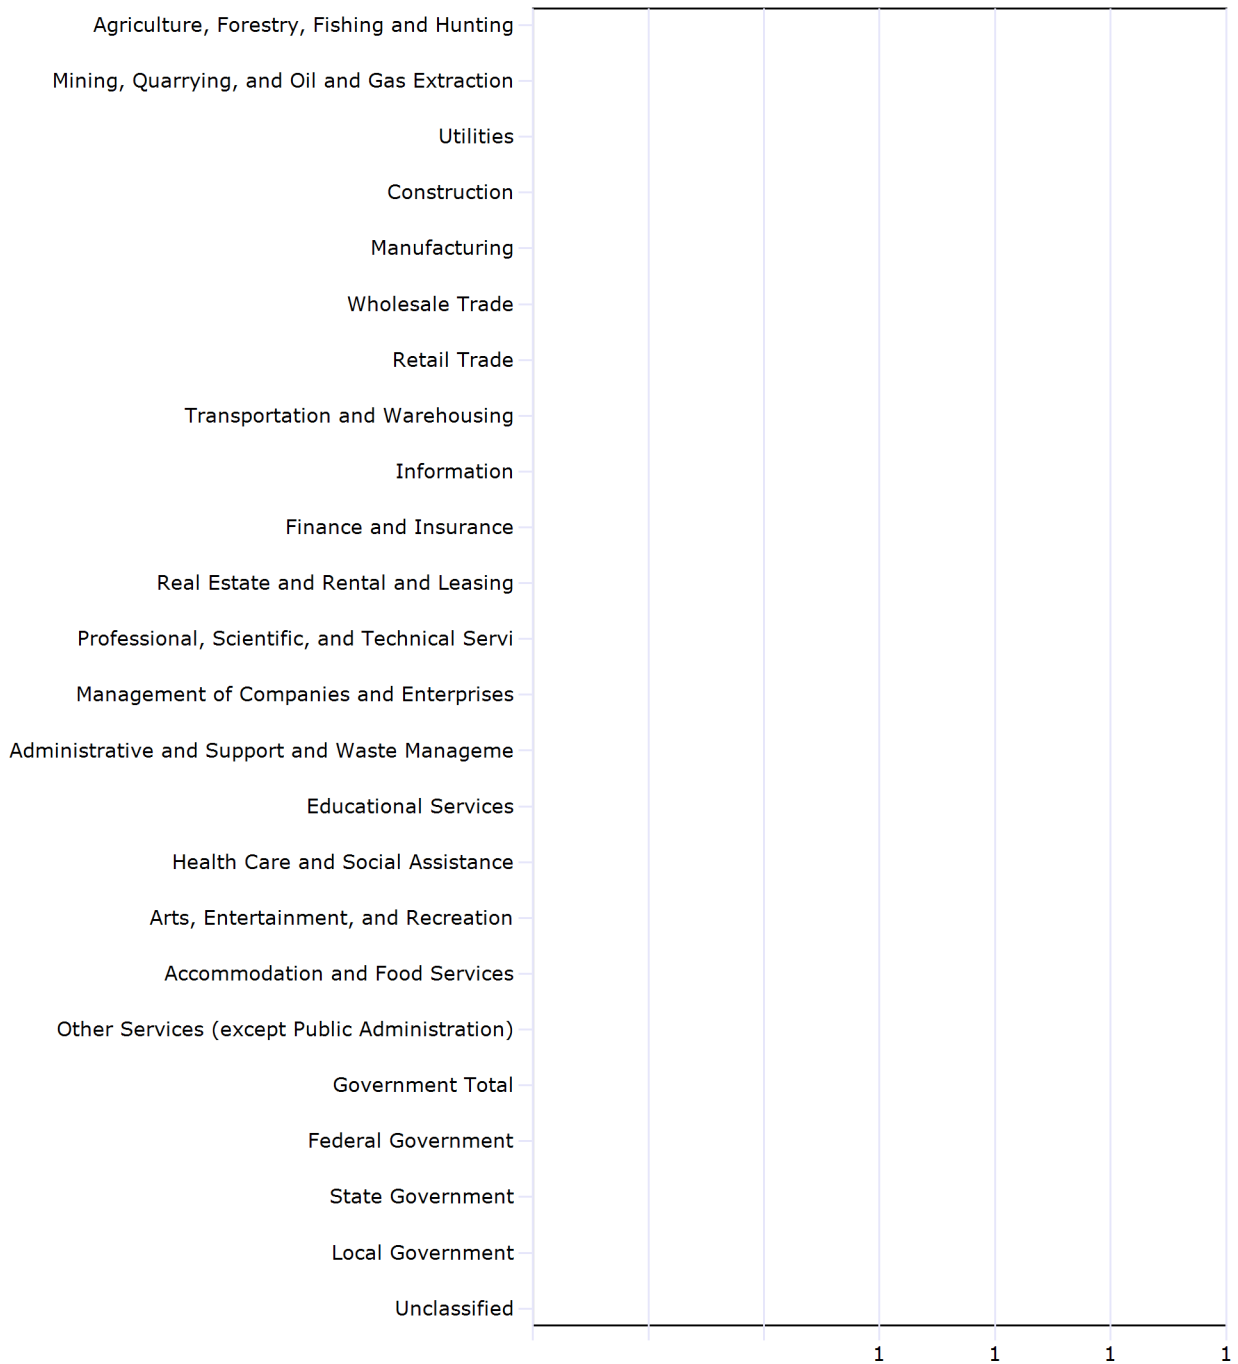 Agriculture, Forestry, Fishing and Hunting
Mining, Quarrying, and Oil and Gas Extraction
Utilities
Construction
Manufacturing
Wholesale Trade
Retail Trade
Transportation and Warehousing
Information
Finance and Insurance
Real Estate and Rental and Leasing
Professional, Scientific, and Technical Servi
Management of Companies and Enterprises
Administrative and Support and Waste Manageme
Educational Services
Health Care and Social Assistance
Arts, Entertainment, and Recreation
Accommodation and Food Services
Other Services (except Public Administration)
Government Total
Federal Government
State Government
Local Government
Unclassified
1 1 1 1